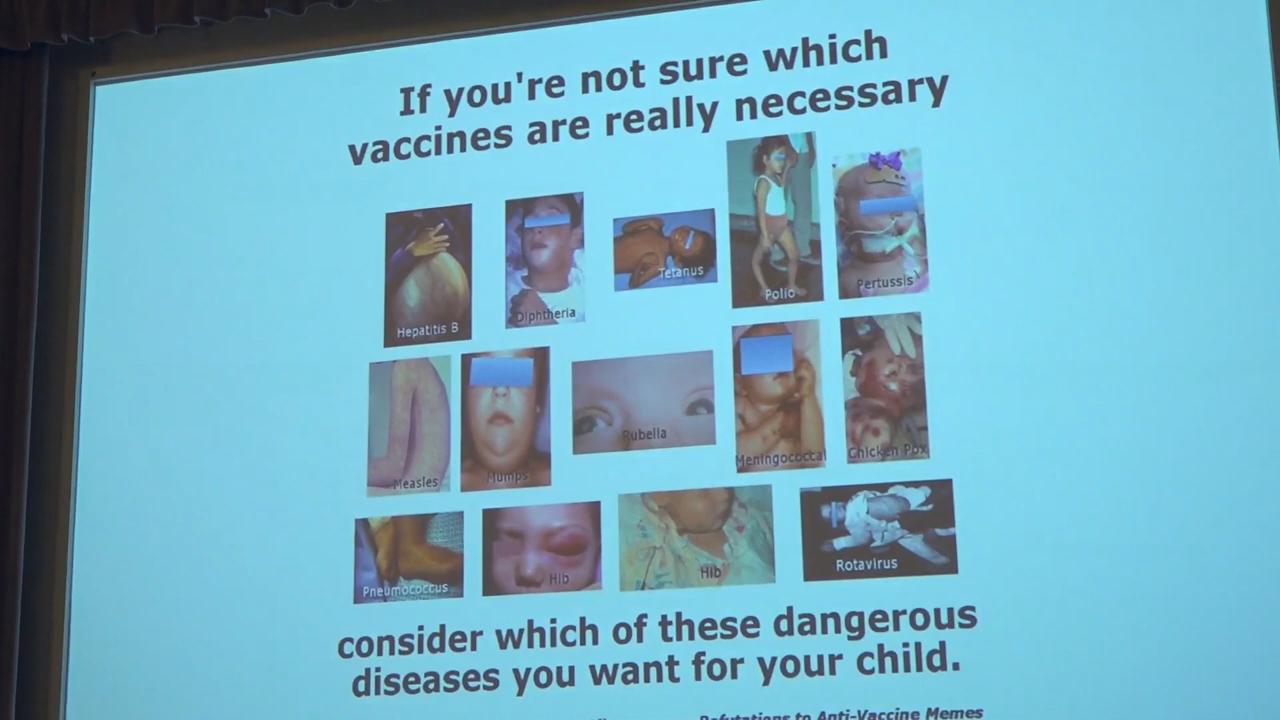 If you're not sure which
vaccines are really necessary
Hepatitis B
Diphtheria
Tetanus
Polio
Pertussis
Measles
Mumps
Rubella
Meningococcal
Chicken Pox
Pneumococcus
Hib
Hib
Rotavirus
consider which of these dangerous
diseases you want for your child.
Refutations to Anti-Vaccine Memes